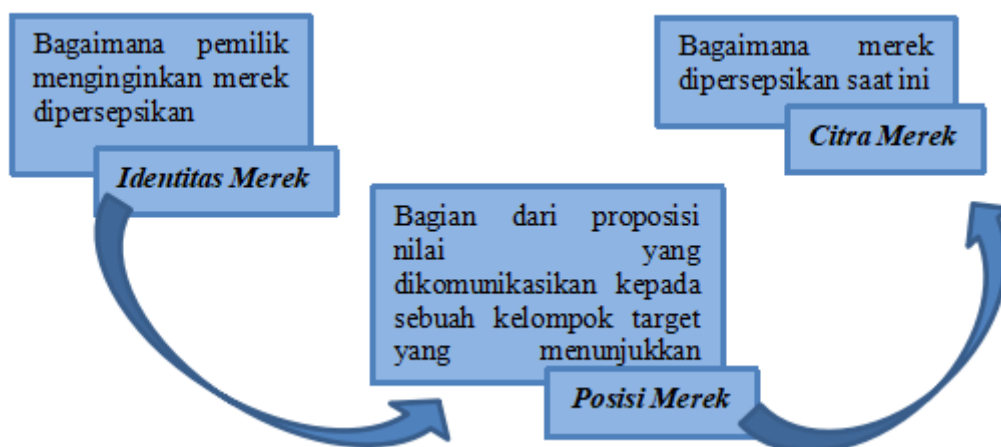 Bagaimana pemilik
menginginkan merek
dipersepsikan
Identitas Merek
Bagian dari proposisi
nilai yang
dikomunikasikan kepada
sebuah kelompok target
yang menunjukkan
Posisi Merek
Bagaimana merek
dipersepsikan saat ini
Citra Merek